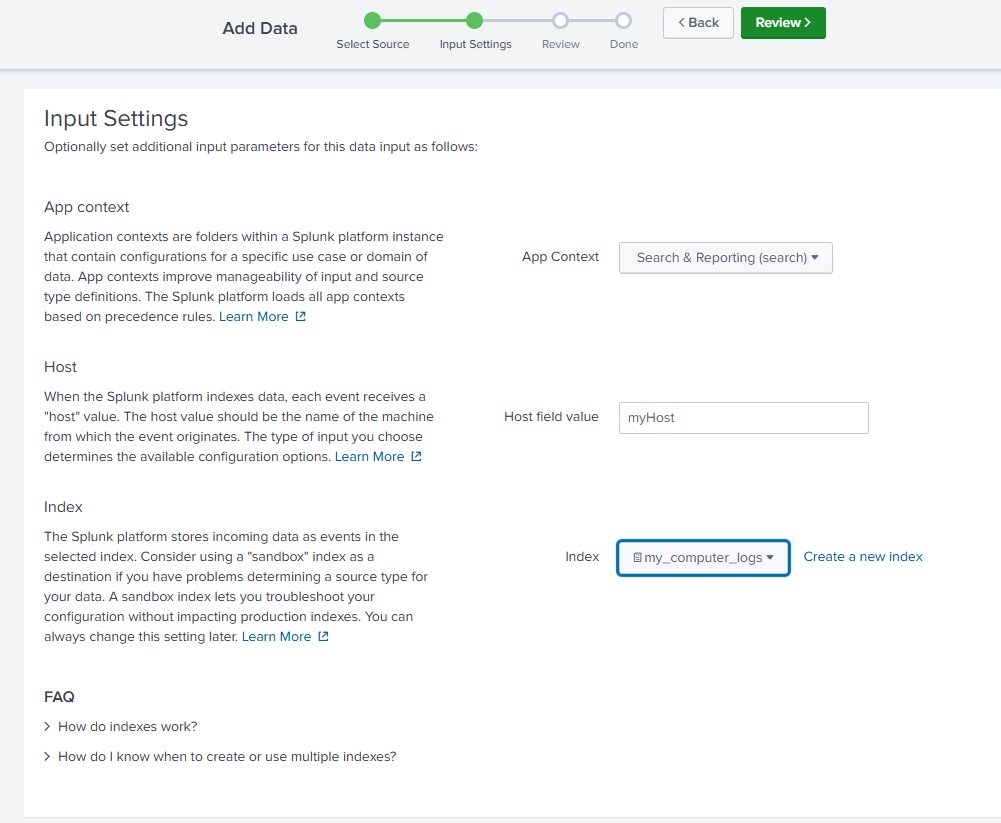 Add Data
Select Source
Input Settings
Review
Done
Back
Review
Input Settings
Optionally set additional input parameters for this data input as follows:
App context
Application contexts are folders within a Splunk platform instance
that contain configurations for a specific use case or domain of
data. App contexts improve manageability of input and source
type definitions. The Splunk platform loads all app contexts
based on precedence rules. Learn More
App Context
Search & Reporting (search)
Host
When the Splunk platform indexes data, each event receives a
"host" value. The host value should be the name of the machine
from which the event originates. The type of input you choose
determines the available configuration options. Learn More
Host field value
myHost
Index
The Splunk platform stores incoming data as events in the
selected index. Consider using a "sandbox" index as a
destination if you have problems determining a source type for
your data. A sandbox index lets you troubleshoot your
configuration without impacting production indexes. You can
always change this setting later. Learn More
Index
my_computer_logs
Create a new index
FAQ
How do indexes work?
How do I know when to create or use multiple indexes?